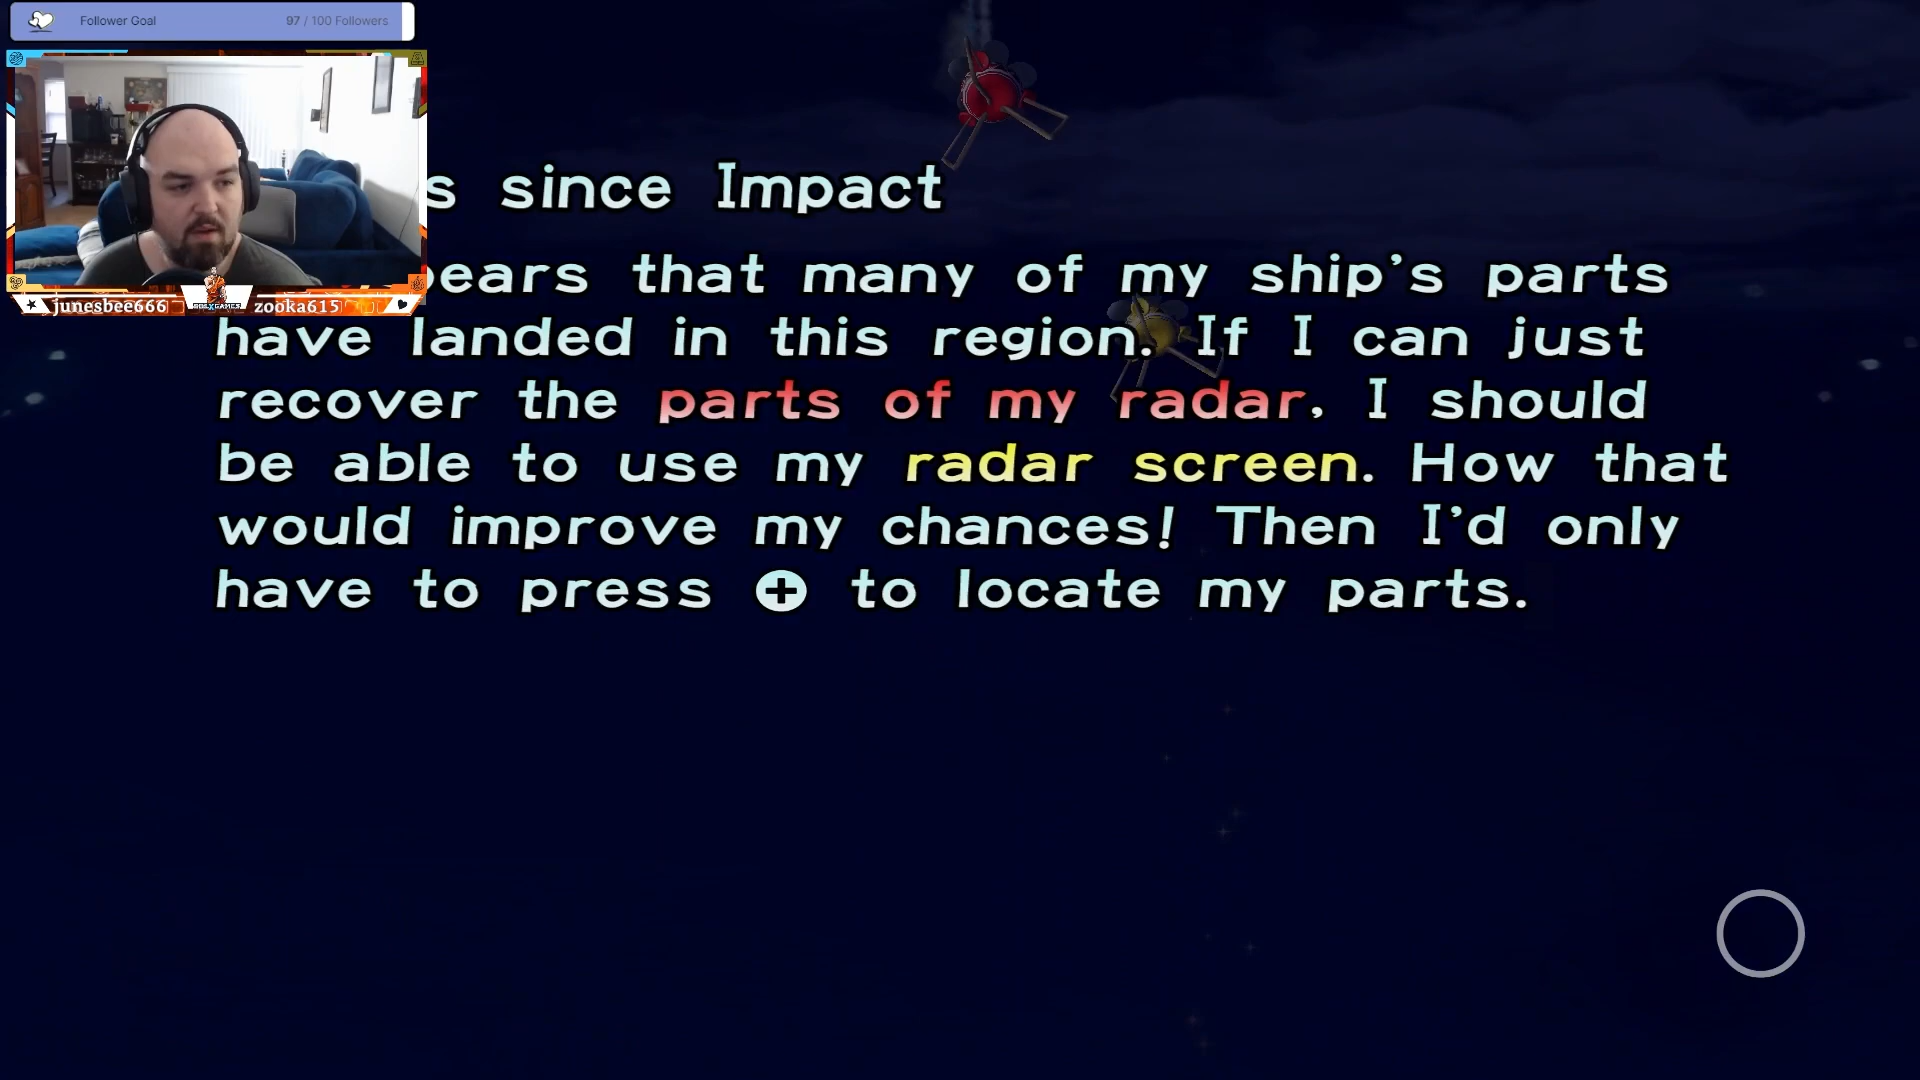 Follower Goal 97 / 100 Followers
junesbee666 zooka615
s since Impact
pears that many of my ship's parts
have landed in this region. If I can just
recover the parts of my radar, I should
be able to use my radar screen. How that
would improve my chances! Then I'd only
have to press to locate my parts.